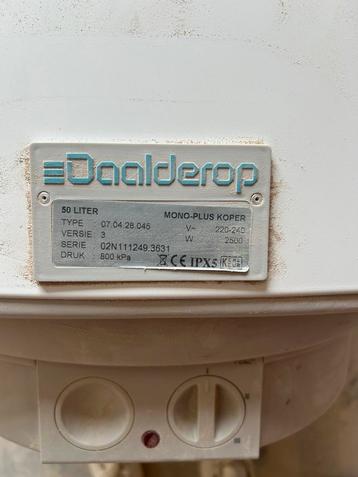 Daalderop
50 LITER MONO-PLUS KOPER
TYPE 07.04.28.045 V~ 220-240
VERSIE 3 W 2500
SERIE 02N111249.3631
DRUK 800 kPa CE IPX5